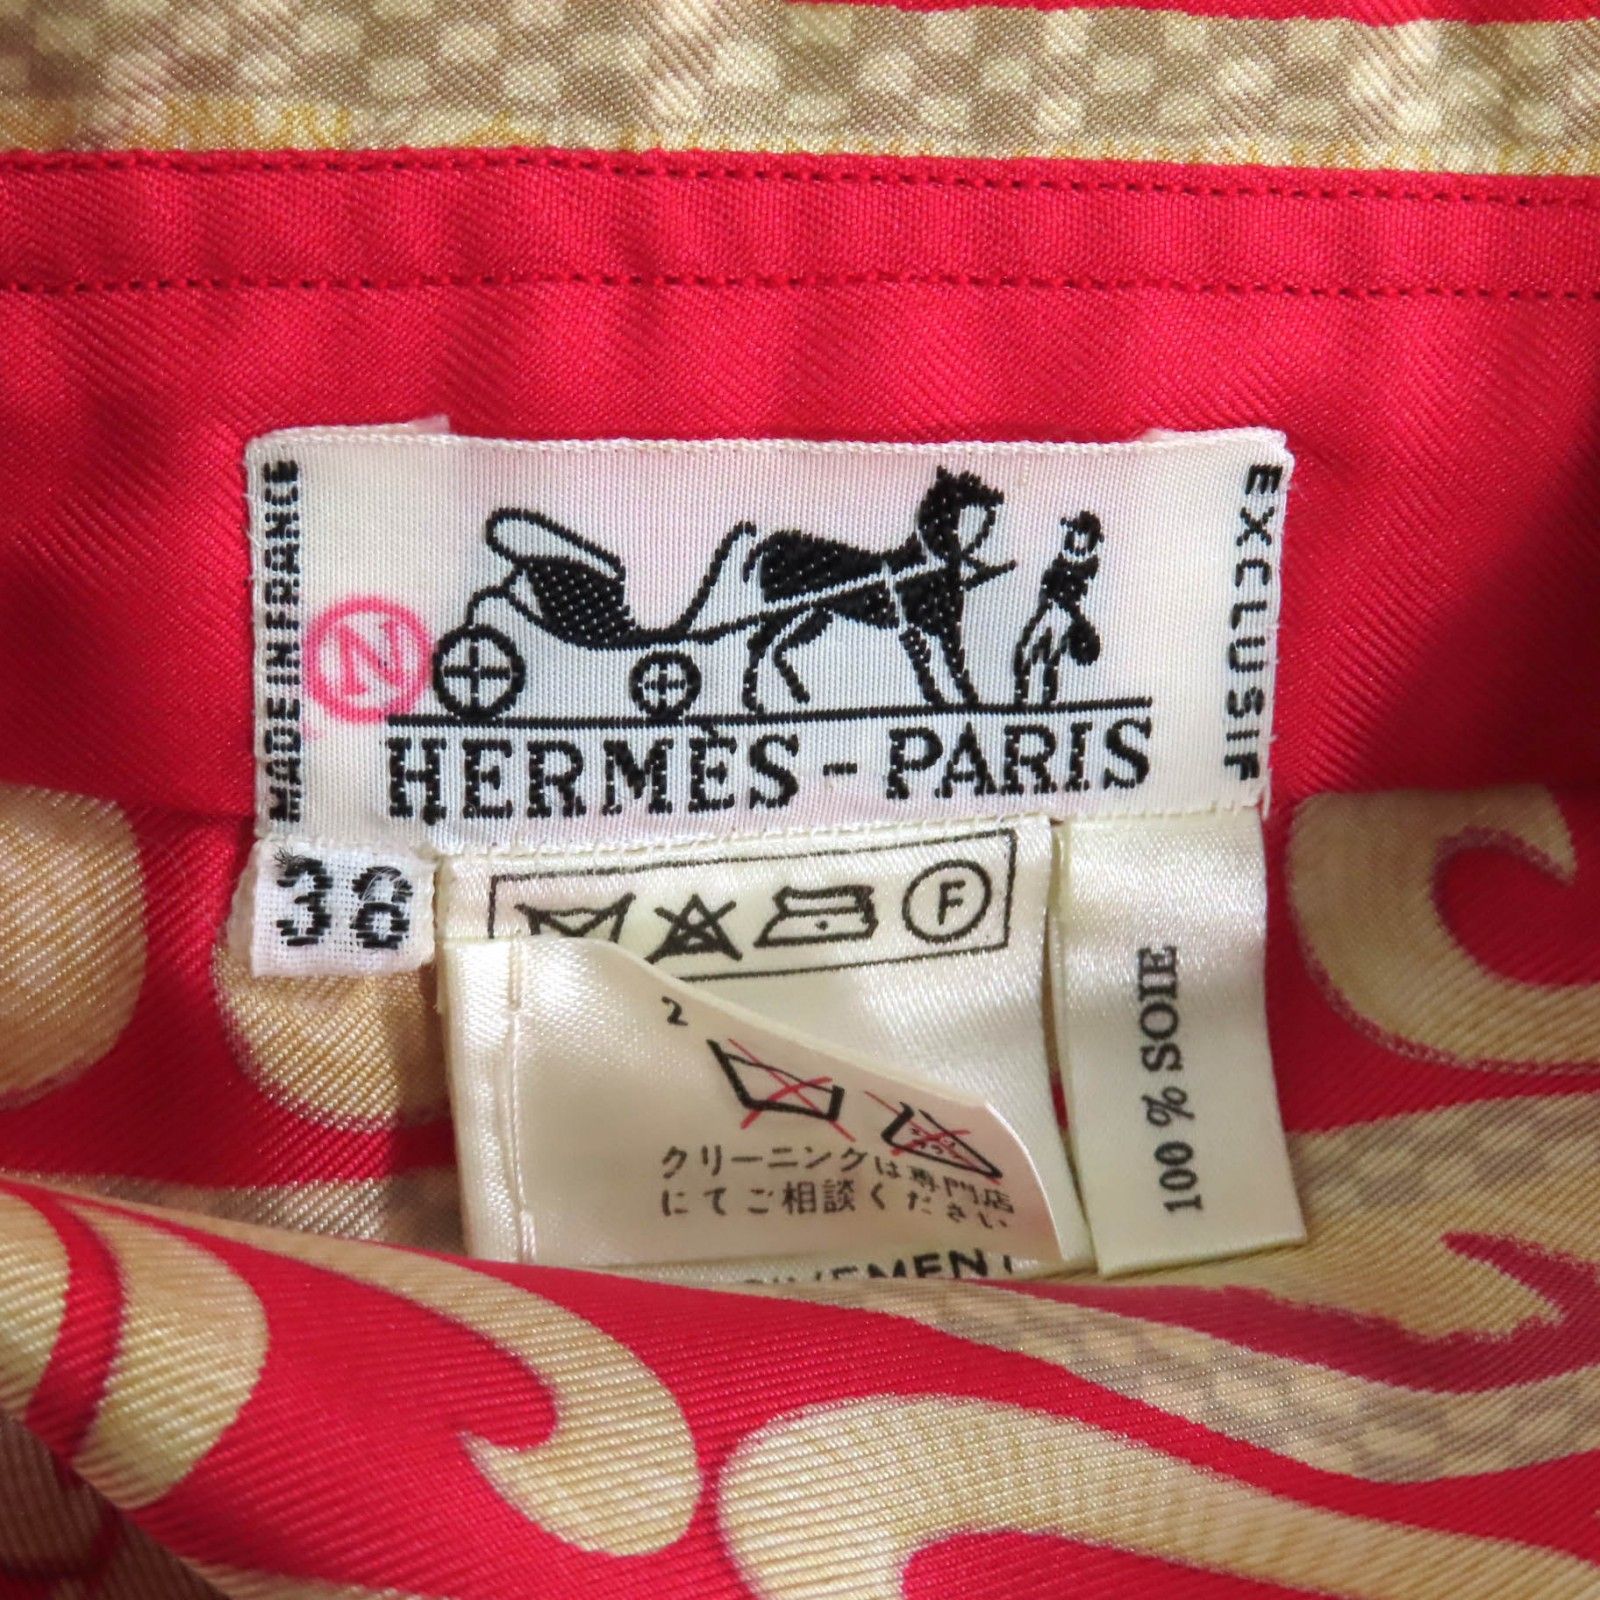 MADE IN FRANCE
N
HERMÈS - PARIS
EXCLUSIF
38
F
2
クリーニングは専門店
にてご相談ください
100 % SOIE